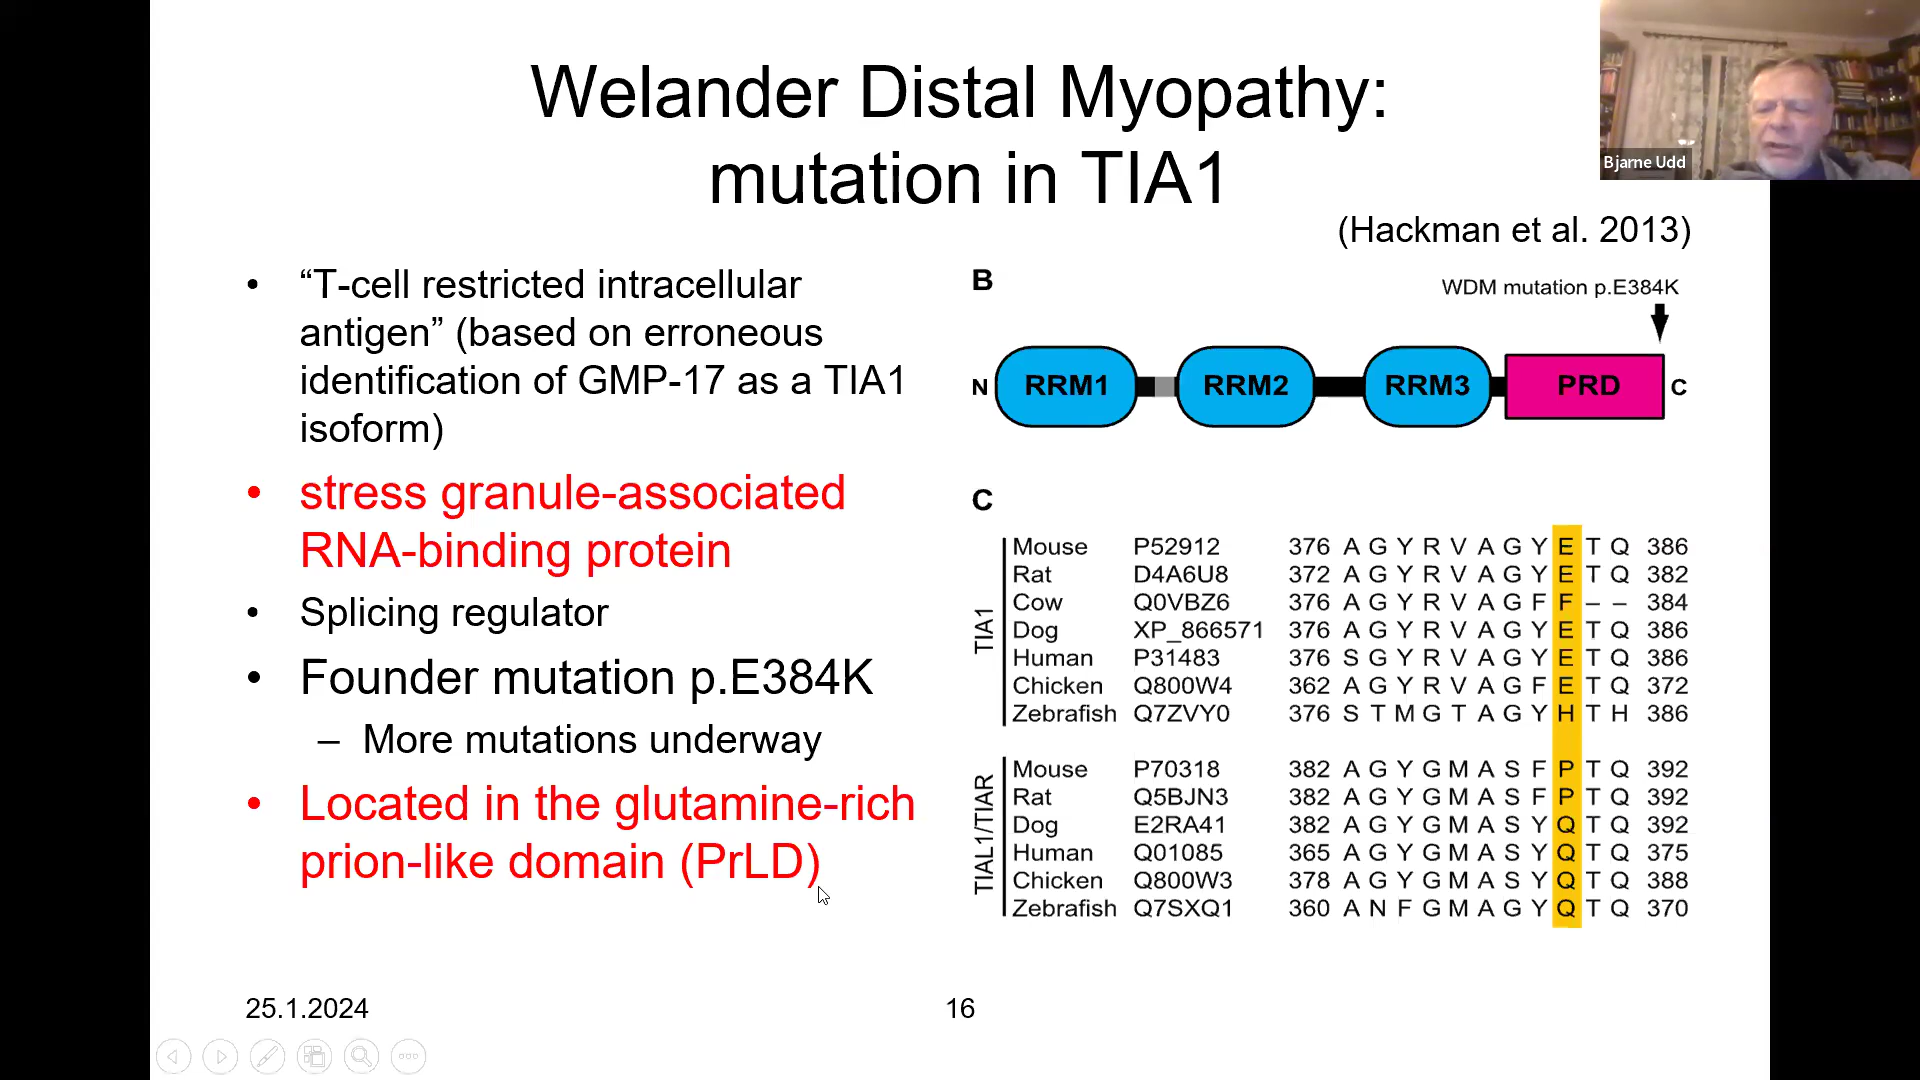 Welander Distal Myopathy:
mutation in TIA1
Bjarne Udd
(Hackman et al. 2013)
• “T-cell restricted intracellular
antigen” (based on erroneous
identification of GMP-17 as a TIA1
isoform)
• stress granule-associated
RNA-binding protein
• Splicing regulator
• Founder mutation p.E384K
– More mutations underway
• Located in the glutamine-rich
prion-like domain (PrLD)
B
WDM mutation p.E384K
N RRM1 RRM2 RRM3 PRD C
C
TIA1
Mouse P52912 376 A G Y R V A G Y E T Q 386
Rat D4A6U8 372 A G Y R V A G Y E T Q 382
Cow Q0VBZ6 376 A G Y R V A G F F – – 384
Dog XP_866571 376 A G Y R V A G Y E T Q 386
Human P31483 376 S G Y R V A G Y E T Q 386
Chicken Q800W4 362 A G Y R V A G F E T Q 372
Zebrafish Q7ZVY0 376 S T M G T A G Y H T H 386
TIAL1/TIAR
Mouse P70318 382 A G Y G M A S F P T Q 392
Rat Q5BJN3 382 A G Y G M A S F P T Q 392
Dog E2RA41 382 A G Y G M A S Y Q T Q 392
Human Q01085 365 A G Y G M A S Y Q T Q 375
Chicken Q800W3 378 A G Y G M A S Y Q T Q 388
Zebrafish Q7SXQ1 360 A N F G M A G Y Q T Q 370
25.1.2024
16